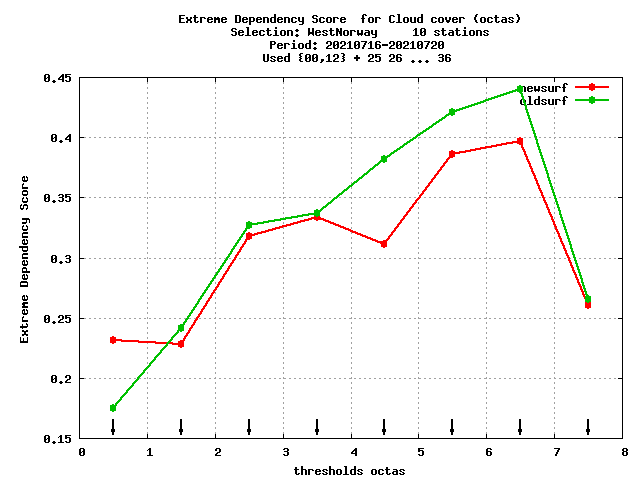 Extreme Dependency Score  for Cloud cover (octas)
Selection: WestNorway     10 stations
Period: 20210716-20210720
Used {00,12} + 25 26 ... 36
newsurf
oldsurf
0.45
0.4
0.35
0.3
0.25
0.2
0.15
Extreme Dependency Score
0 1 2 3 4 5 6 7 8
thresholds octas